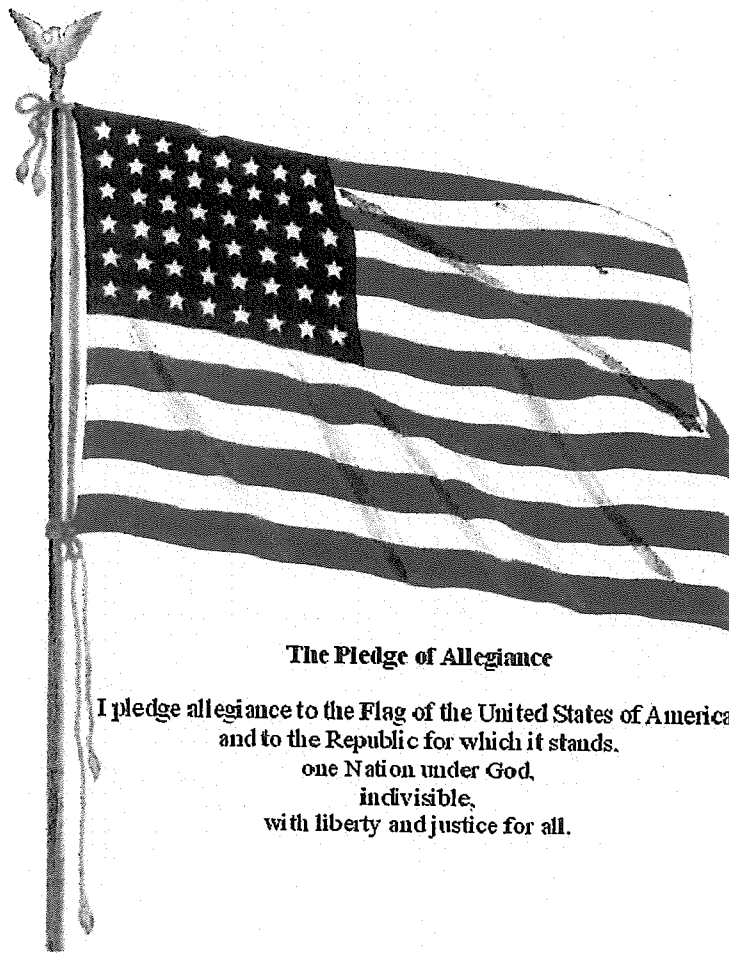 The Pledge of Allegiance
I pledge allegiance to the Flag of the United States of America
and to the Republic for which it stands.
one Nation under God,
indivisible,
with liberty and justice for all.